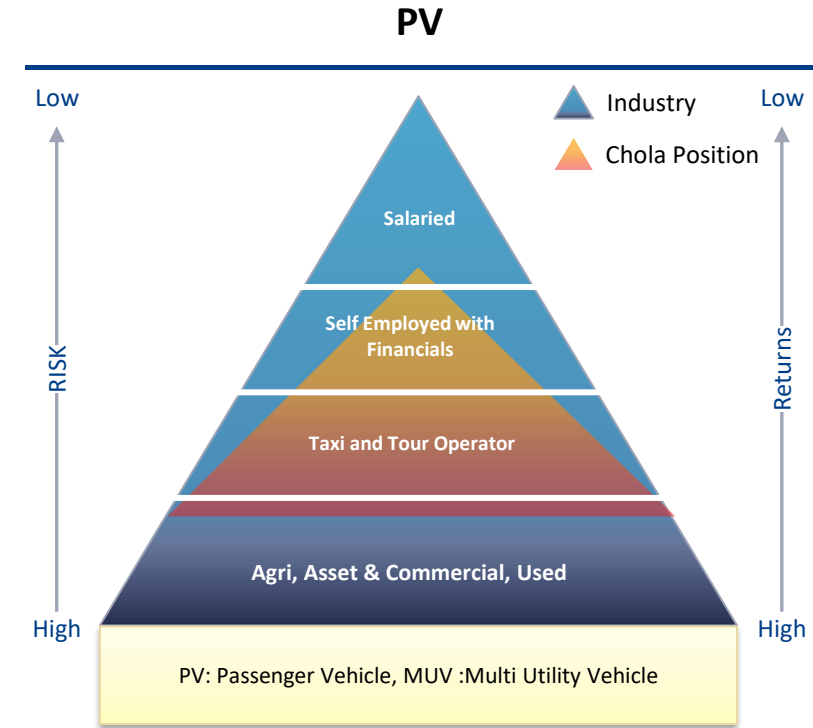 PV
Low
Industry
Low
Chola Position
Salaried
Self Employed with
Financials
RISK
Returns
Taxi and Tour Operator
Agri, Asset & Commercial, Used
High
High
PV: Passenger Vehicle, MUV :Multi Utility Vehicle